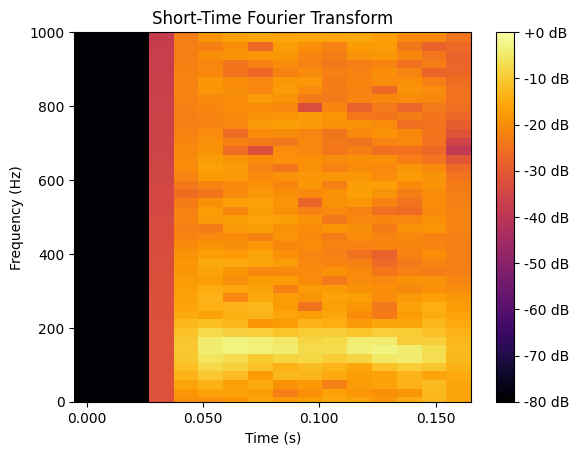 Short-Time Fourier Transform
1000
800
600
400
200
0
Frequency (Hz)
0.000
0.050
0.100
0.150
Time (s)
+0 dB
-10 dB
-20 dB
-30 dB
-40 dB
-50 dB
-60 dB
-70 dB
-80 dB